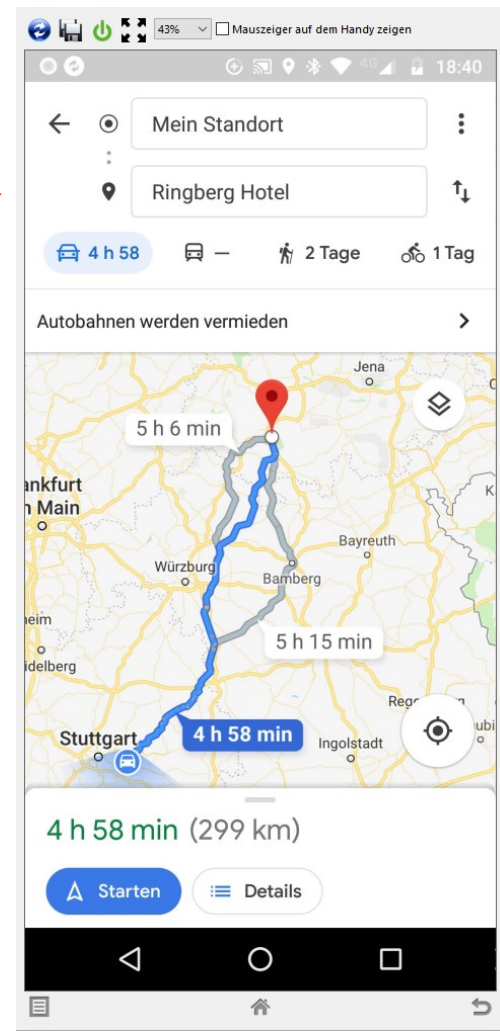 43% Mauszeiger auf dem Handy zeigen
4G 18:40
Mein Standort
Ringberg Hotel
4 h 58 – 2 Tage 1 Tag
Autobahnen werden vermieden
Jena
5 h 6 min
ankfurt
Main
Bayreuth
Würzburg
Bamberg
eim
5 h 15 min
idelberg
Stuttgart
4 h 58 min
Ingolstadt
4 h 58 min (299 km)
Starten
Details